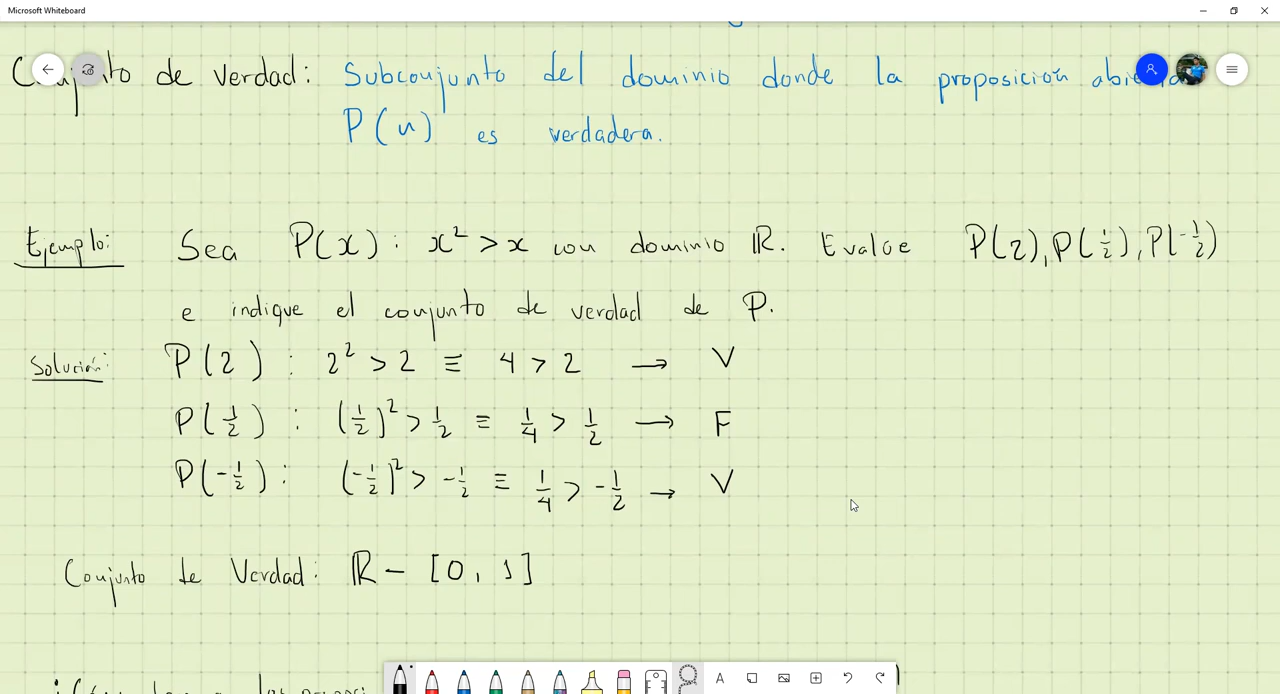 Microsoft Whiteboard
de verdad: Subconjunto del dominio donde la proposición
P(n) es verdadera.
Ejemplo: Sea P(x): x² > x con dominio ℝ. Evalue P(2), P(1/2), P(-1/2)
e indique el conjunto de verdad de P.
Solución: P(2) : 2² > 2 ≡ 4 > 2 → V
P(1/2) : (1/2)² > 1/2 ≡ 1/4 > 1/2 → F
P(-1/2) : (-1/2)² > -1/2 ≡ 1/4 > -1/2 → V
Conjunto de Verdad: ℝ - [0, 1]